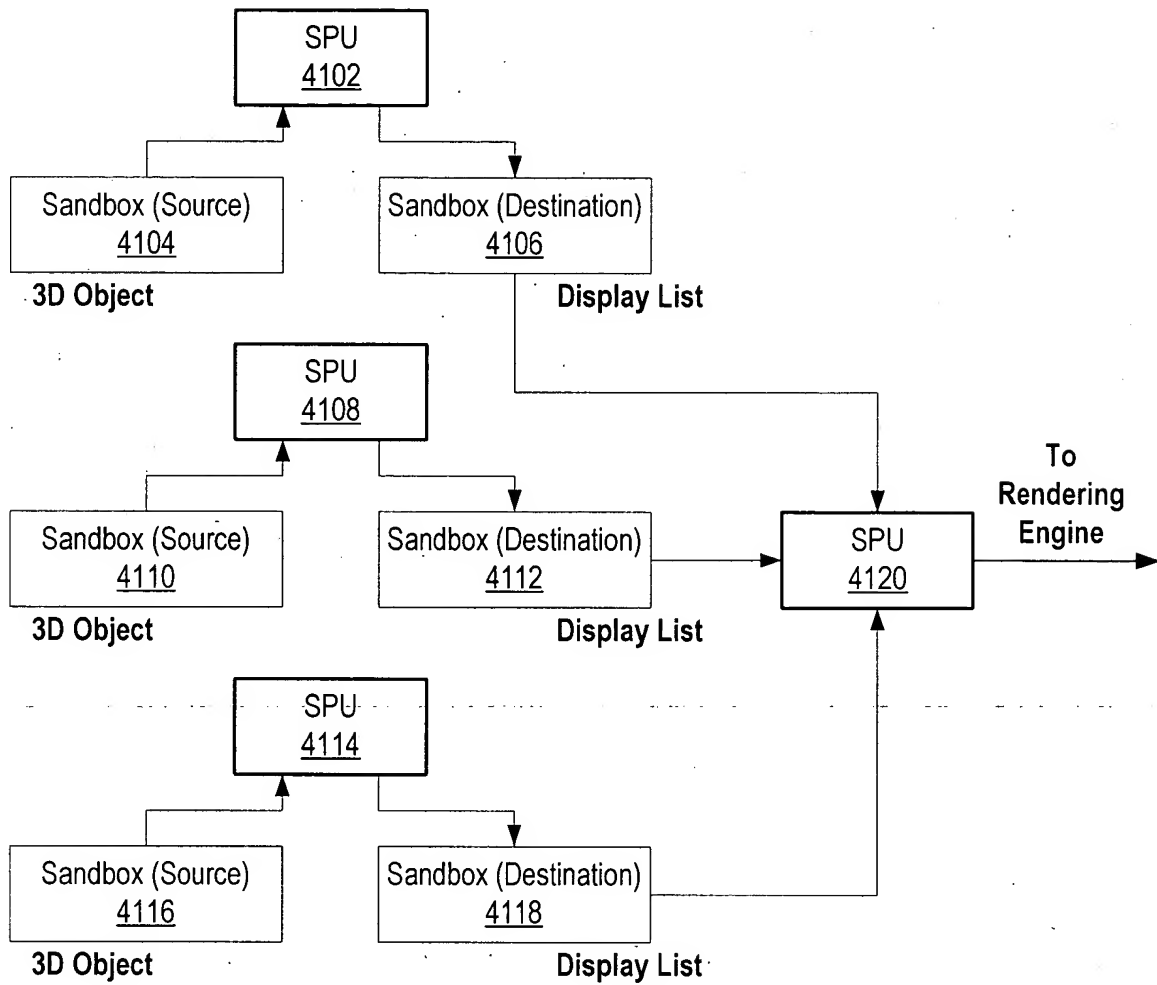 SPU
4102
Sandbox (Source)
4104
3D Object
Sandbox (Destination)
4106
Display List
SPU
4108
Sandbox (Source)
4110
3D Object
Sandbox (Destination)
4112
Display List
SPU
4120
To
Rendering
Engine
SPU
4114
Sandbox (Source)
4116
3D Object
Sandbox (Destination)
4118
Display List